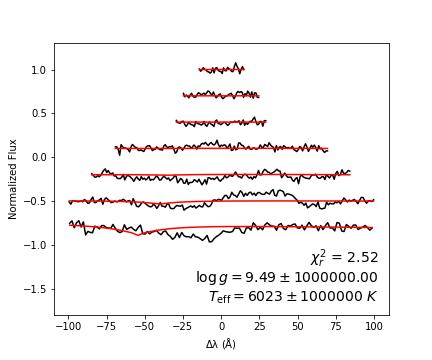 1.0
0.5
0.0
−0.5
−1.0
−1.5
Normalized Flux
χ²ᵣ = 2.52
log g = 9.49 ± 1000000.00
T_eff = 6023 ± 1000000 K
−100 −75 −50 −25 0 25 50 75 100
Δλ (Å)